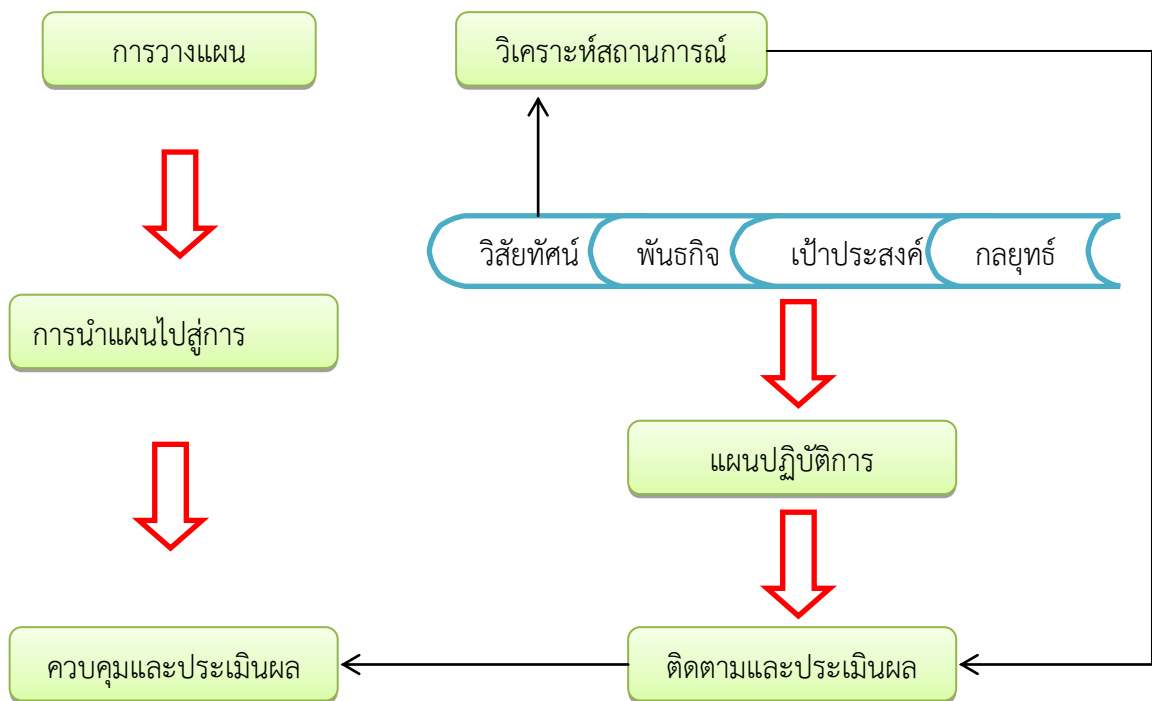 การวางแผน
วิเคราะห์สถานการณ์
วิสัยทัศน์ พันธกิจ เป้าประสงค์ กลยุทธ์
การนำแผนไปสู่การ
แผนปฏิบัติการ
ควบคุมและประเมินผล
ติดตามและประเมินผล